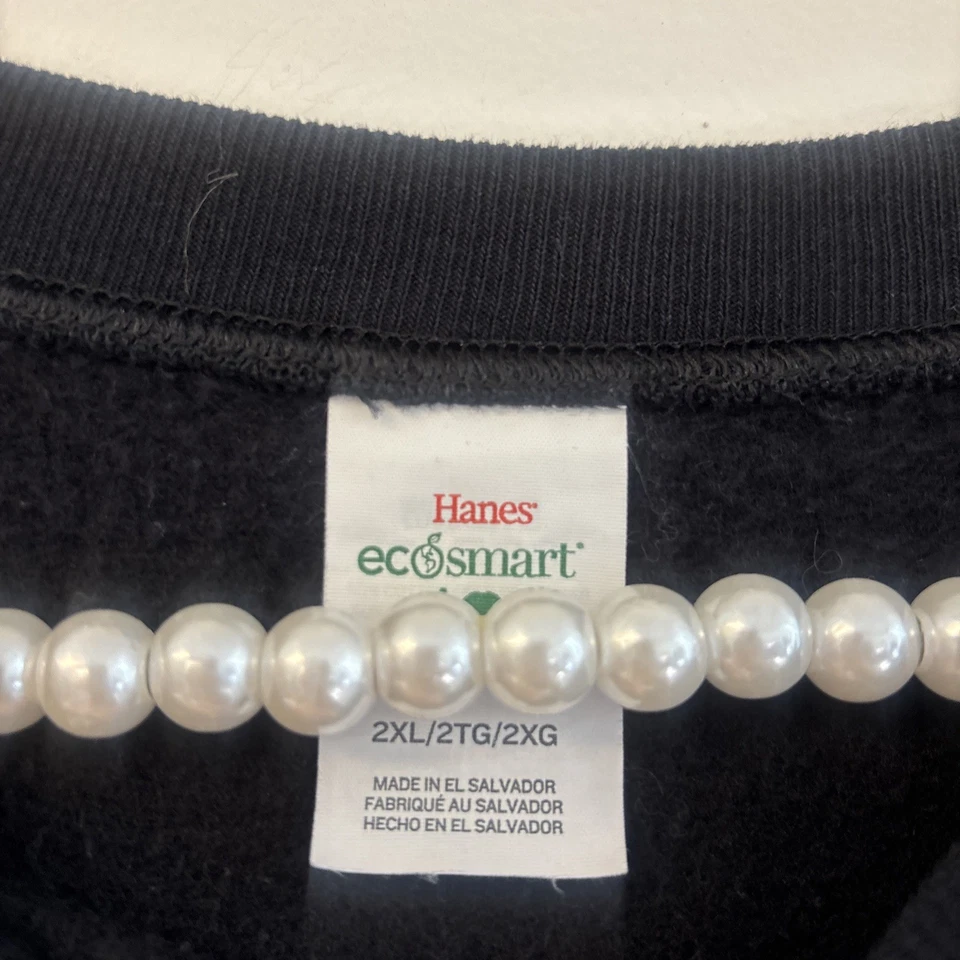 Hanes
ecosmart
2XL/2TG/2XG
MADE IN EL SALVADOR
FABRIQUÉ AU SALVADOR
HECHO EN EL SALVADOR